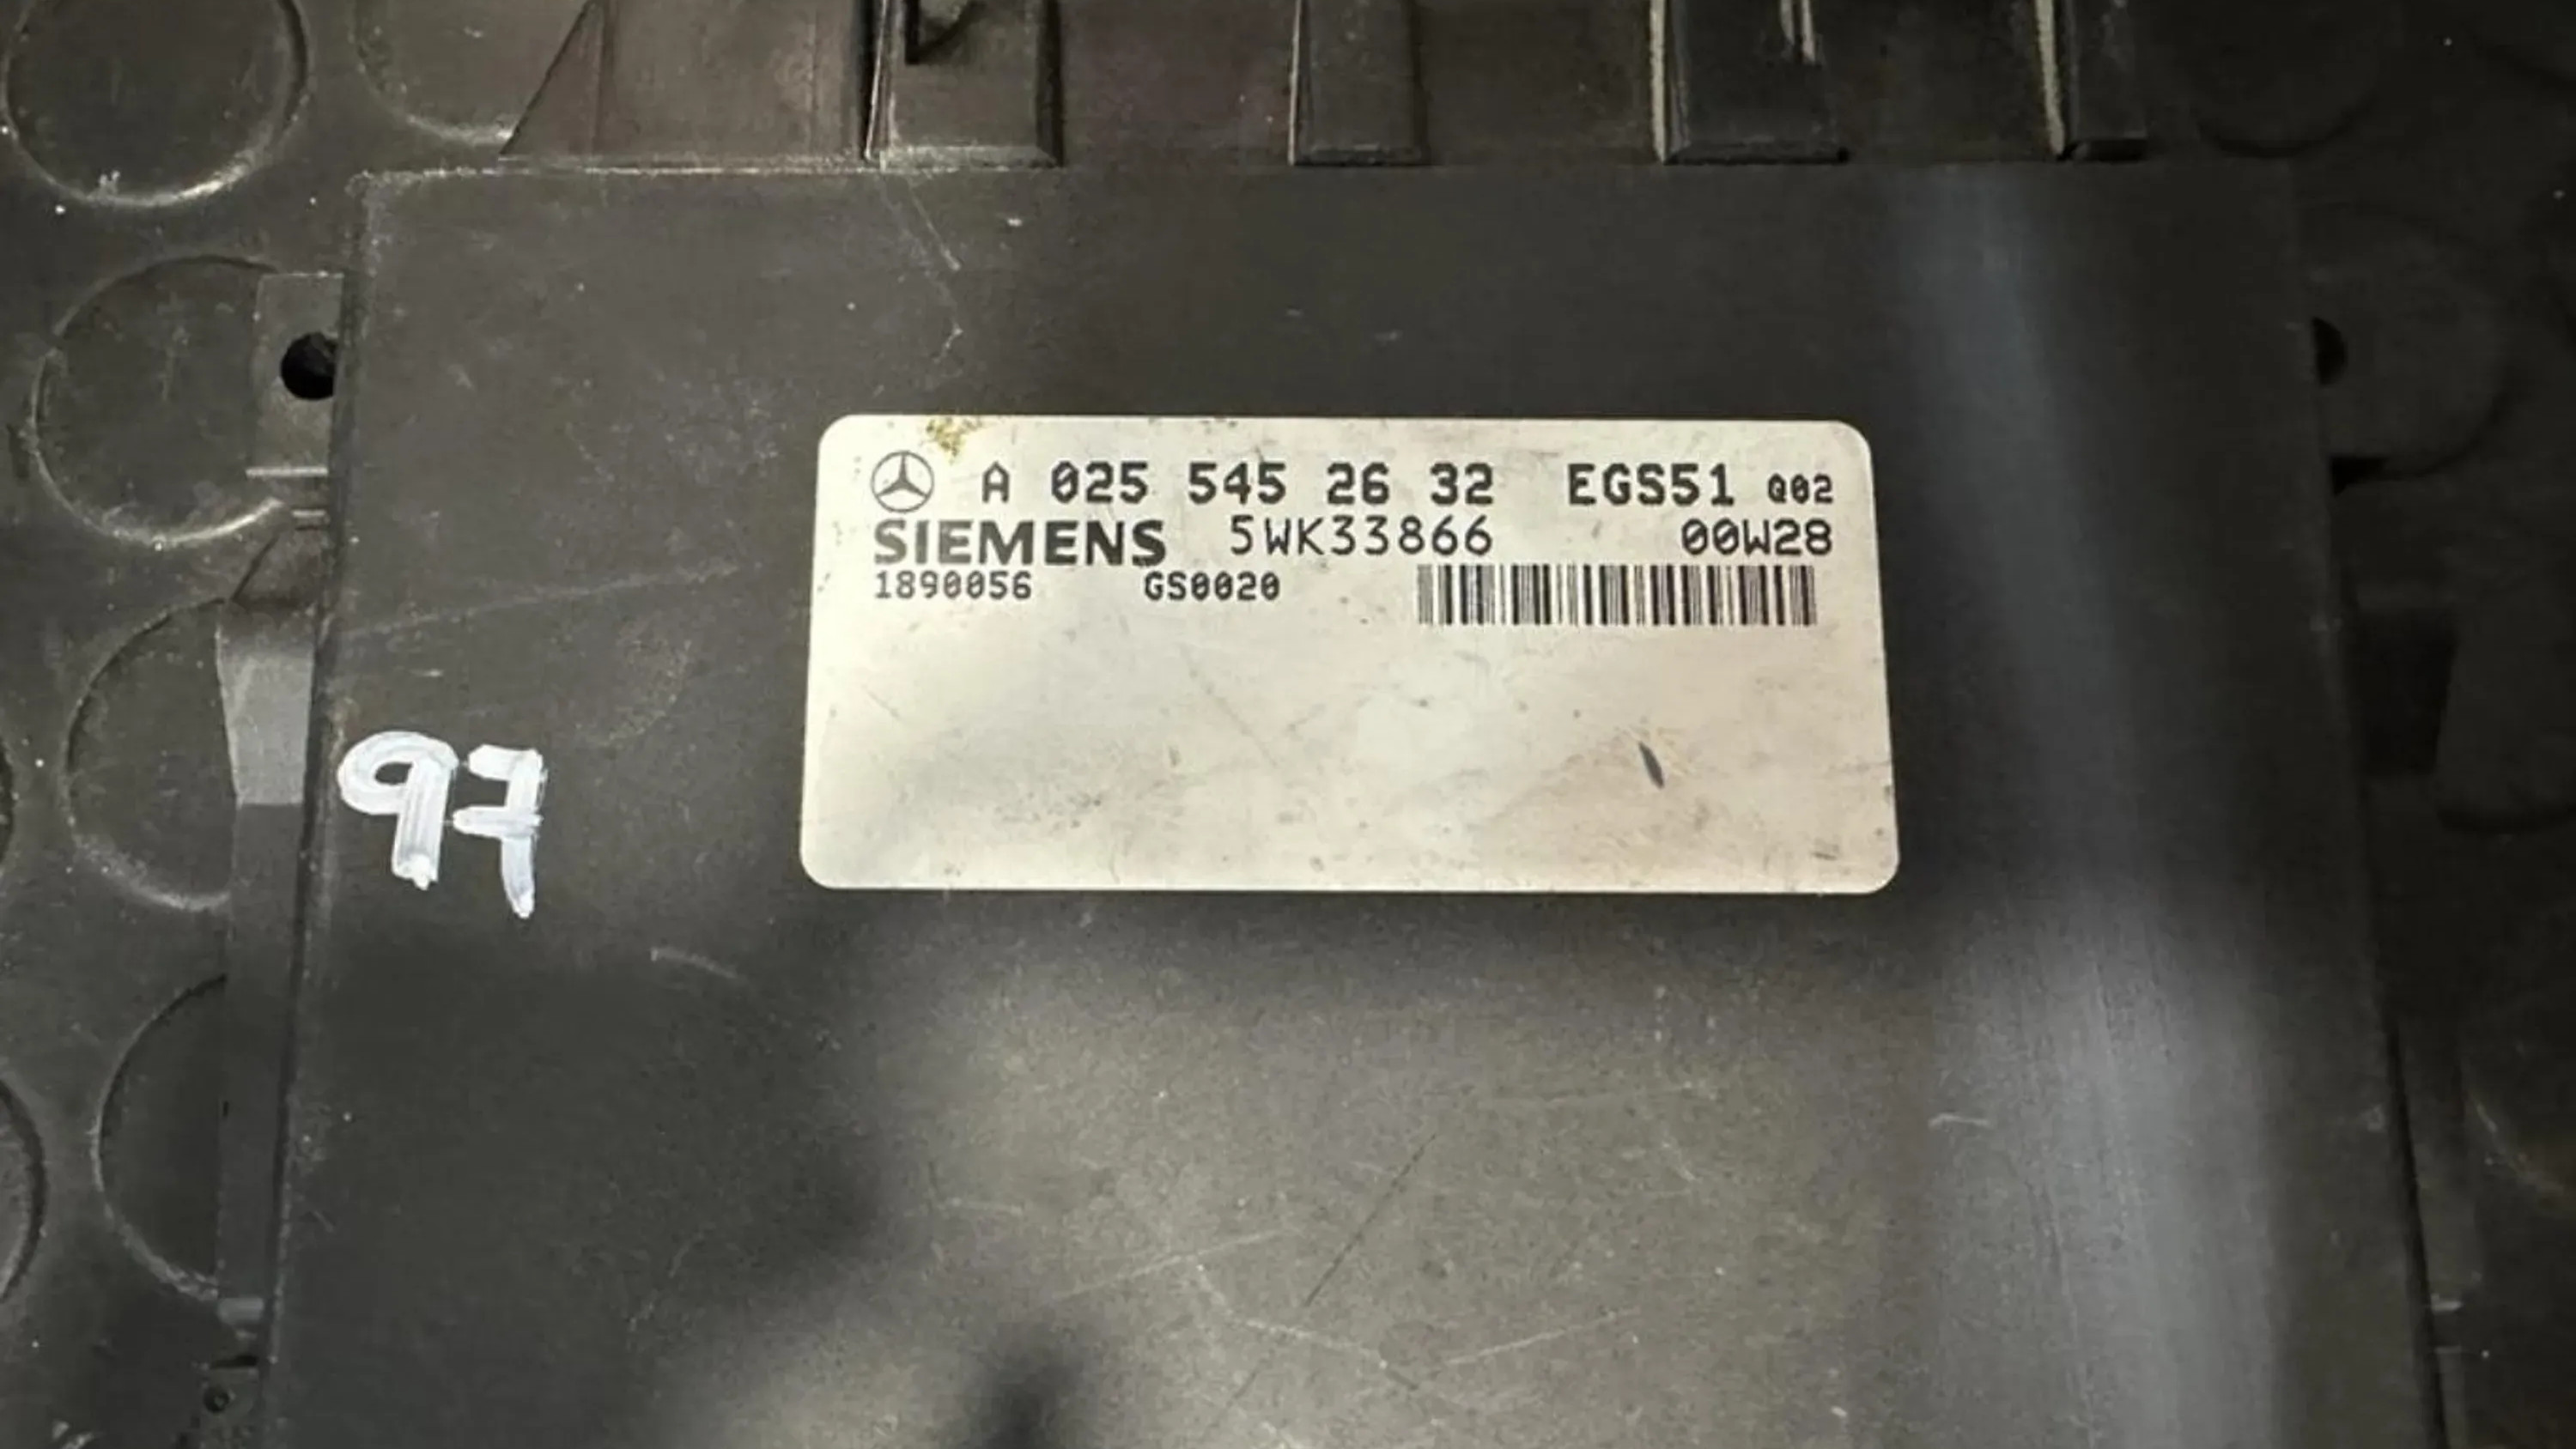 A 025 545 26 32 EGS51 Q02
SIEMENS 5WK33866 00W28
1890056 GS0020
97